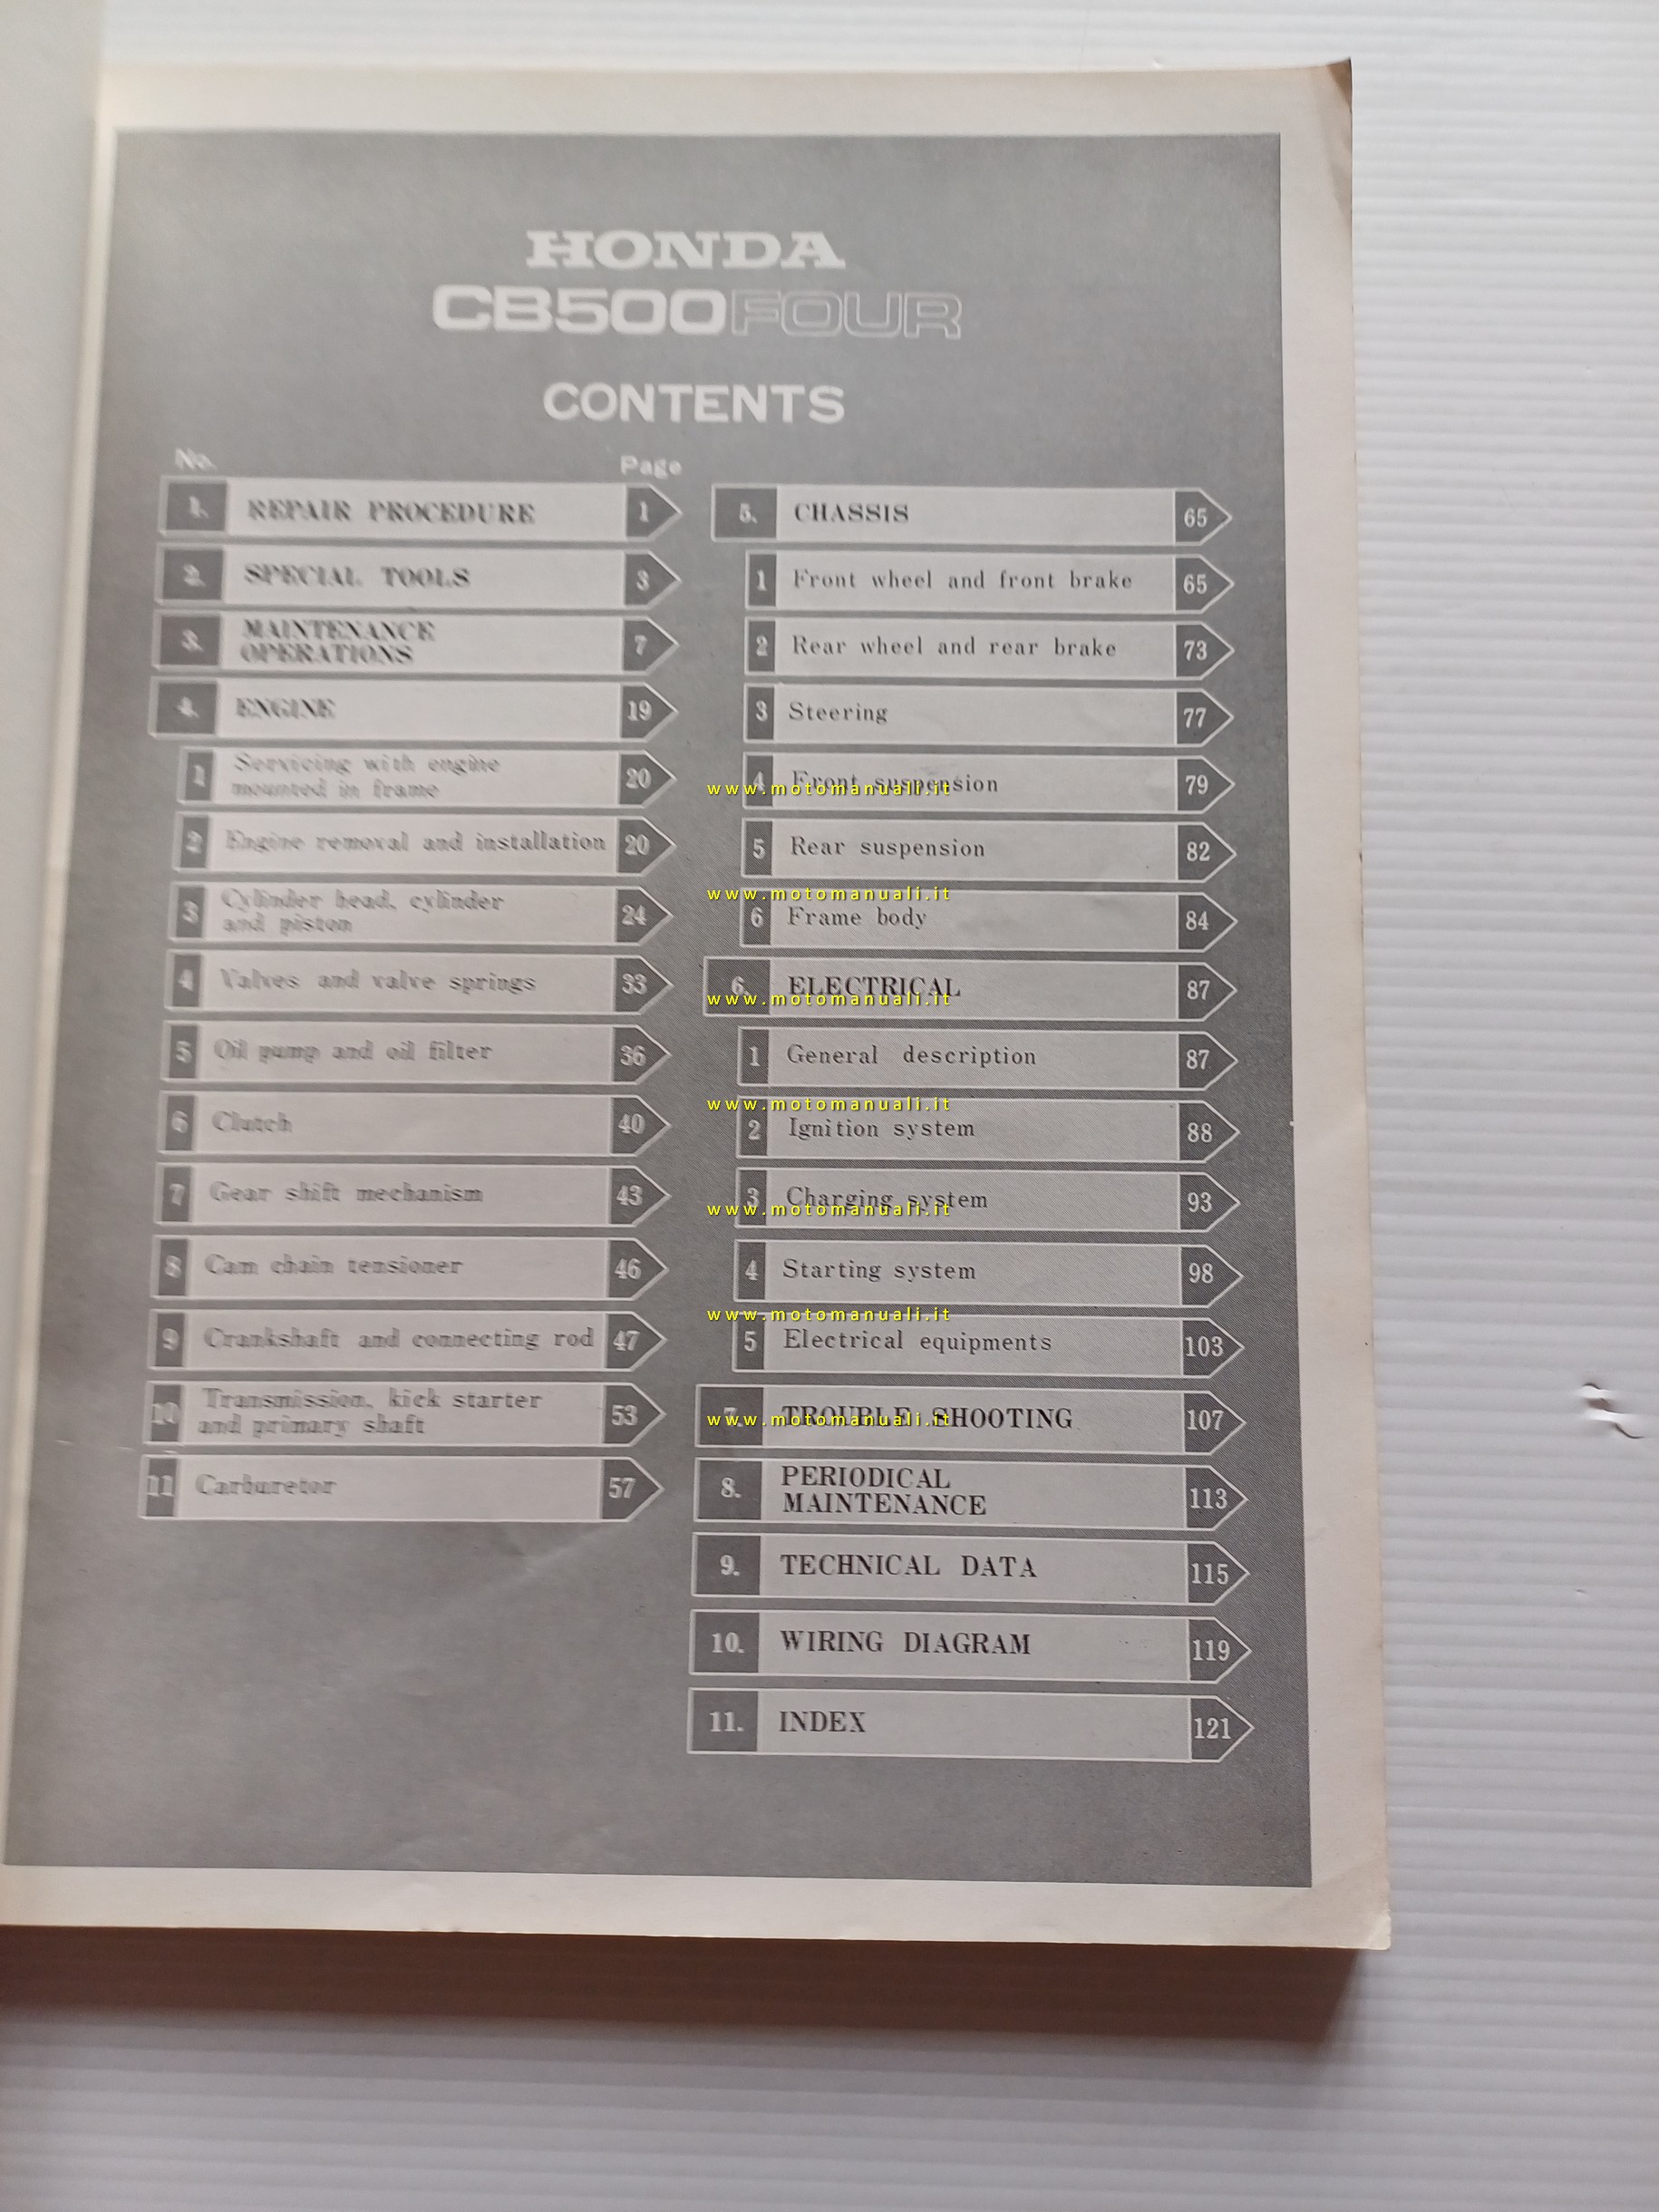 HONDA
CB500FOUR
CONTENTS
No. Page
1. REPAIR PROCEDURE 1
2. SPECIAL TOOLS 3
3. MAINTENANCE
OPERATIONS 7
4. ENGINE 19
1 Servicing with engine
mounted in frame 20
2 Engine removal and installation 20
3 Cylinder head, cylinder
and piston 24
4 Valves and valve springs 33
5 Oil pump and oil filter 36
6 Clutch 40
7 Gear shift mechanism 43
8 Cam chain tensioner 46
9 Crankshaft and connecting rod 47
10 Transmission, kick starter
and primary shaft 53
11 Carburetor 57
5. CHASSIS 65
1 Front wheel and front brake 65
2 Rear wheel and rear brake 73
3 Steering 77
4 Front suspension 79
www.motomanuali.it
5 Rear suspension 82
www.motomanuali.it
6 Frame body 84
6. ELECTRICAL 87
www.motomanuali.it
1 General description 87
www.motomanuali.it
2 Ignition system 88
3 Charging system 93
www.motomanuali.it
4 Starting system 98
www.motomanuali.it
5 Electrical equipments 103
7. TROUBLE SHOOTING 107
www.motomanuali.it
8. PERIODICAL
MAINTENANCE 113
9. TECHNICAL DATA 115
10. WIRING DIAGRAM 119
11. INDEX 121